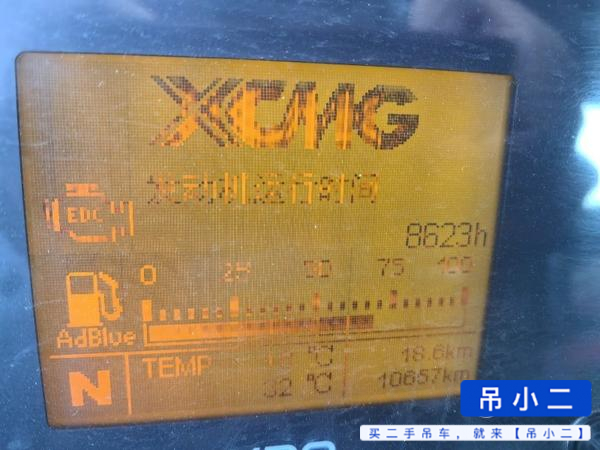 XCMG
发动机运行时间
EDC
8623h
0 25 50 75 100
AdBlue
TEMP °C 18.6km
N 32 °C 10657km
吊小二
买二手吊车，就来【吊小二】